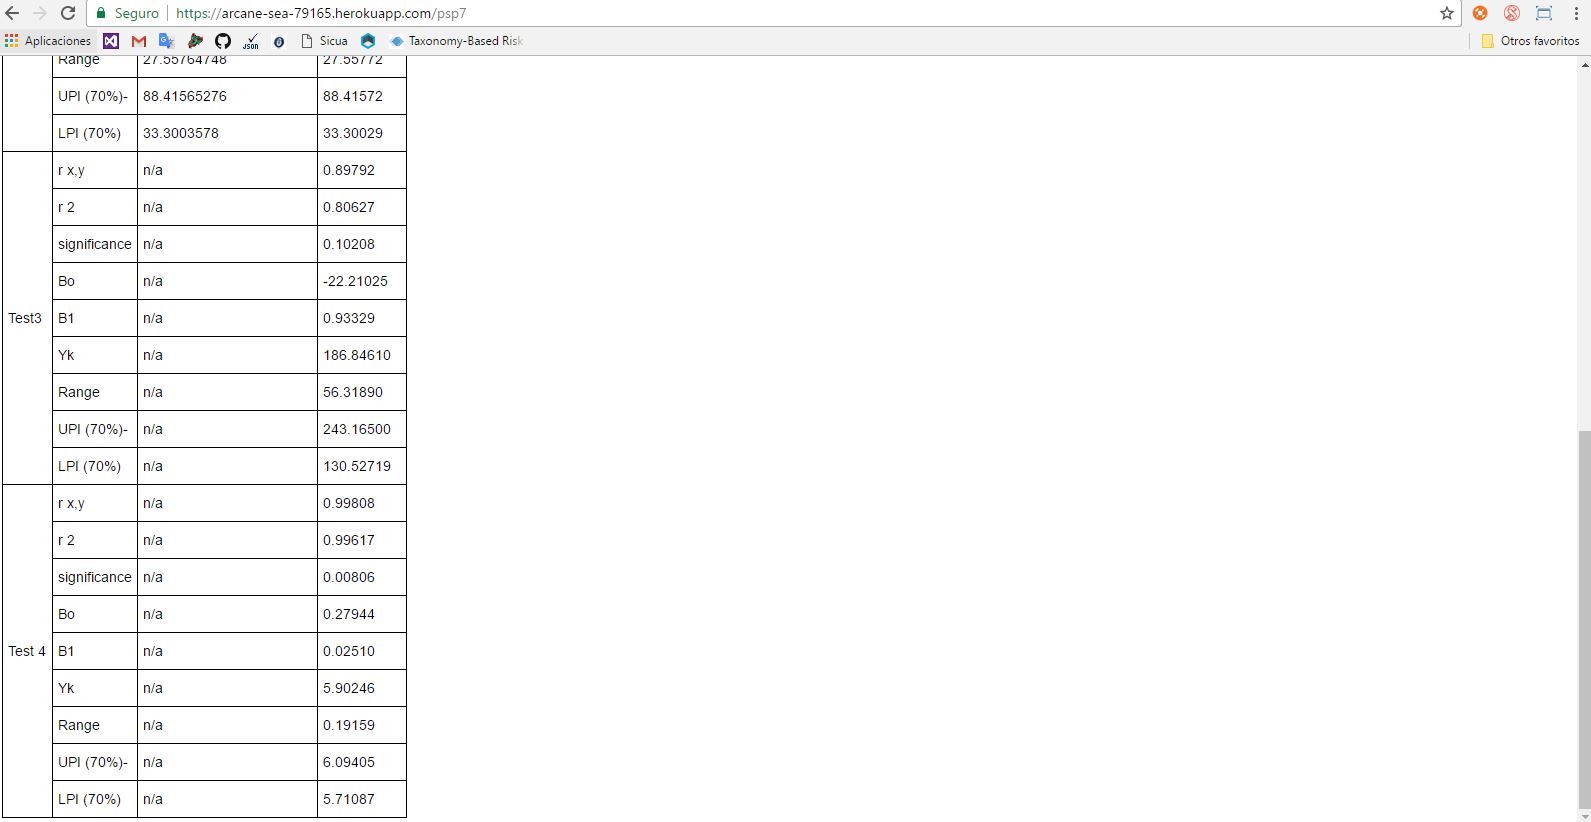 Seguro https://arcane-sea-79165.herokuapp.com/psp7
Aplicaciones JSON Sicua Taxonomy-Based Risk Otros favoritos
Range 27.55764748 27.55772
UPI (70%)- 88.41565276 88.41572
LPI (70%) 33.3003578 33.30029
Test3
r x,y n/a 0.89792
r 2 n/a 0.80627
significance n/a 0.10208
Bo n/a -22.21025
B1 n/a 0.93329
Yk n/a 186.84610
Range n/a 56.31890
UPI (70%)- n/a 243.16500
LPI (70%) n/a 130.52719
Test 4
r x,y n/a 0.99808
r 2 n/a 0.99617
significance n/a 0.00806
Bo n/a 0.27944
B1 n/a 0.02510
Yk n/a 5.90246
Range n/a 0.19159
UPI (70%)- n/a 6.09405
LPI (70%) n/a 5.71087